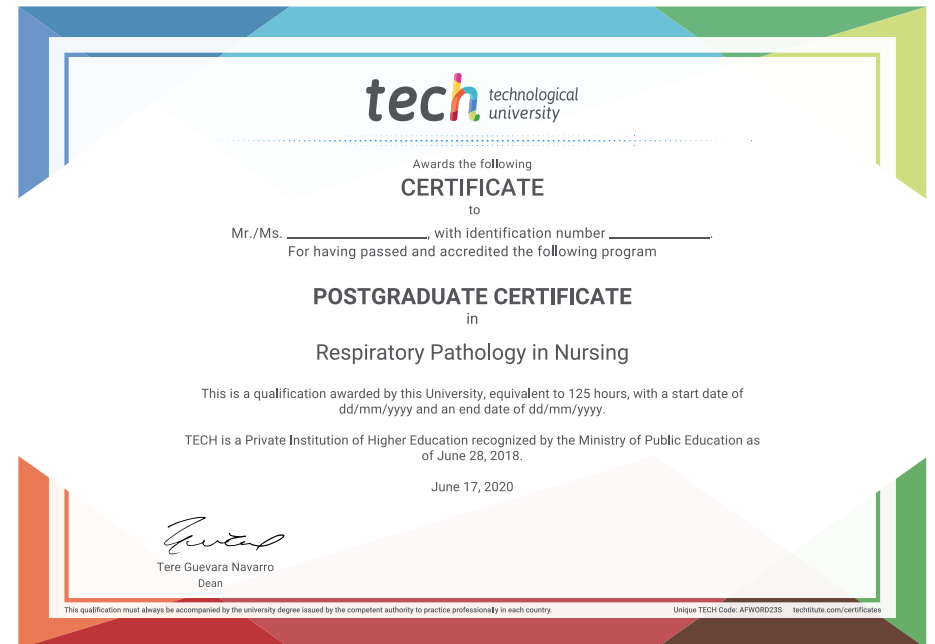 tech technological
university
Awards the following
CERTIFICATE
to
Mr./Ms. ____________________, with identification number ______________.
For having passed and accredited the following program
POSTGRADUATE CERTIFICATE
in
Respiratory Pathology in Nursing
This is a qualification awarded by this University, equivalent to 125 hours, with a start date of
dd/mm/yyyy and an end date of dd/mm/yyyy.
TECH is a Private Institution of Higher Education recognized by the Ministry of Public Education as
of June 28, 2018.
June 17, 2020
Tere Guevara Navarro
Dean
This qualification must always be accompanied by the university degree issued by the competent authority to practice professionally in each country. Unique TECH Code: AFWORD23S techtitute.com/certificates